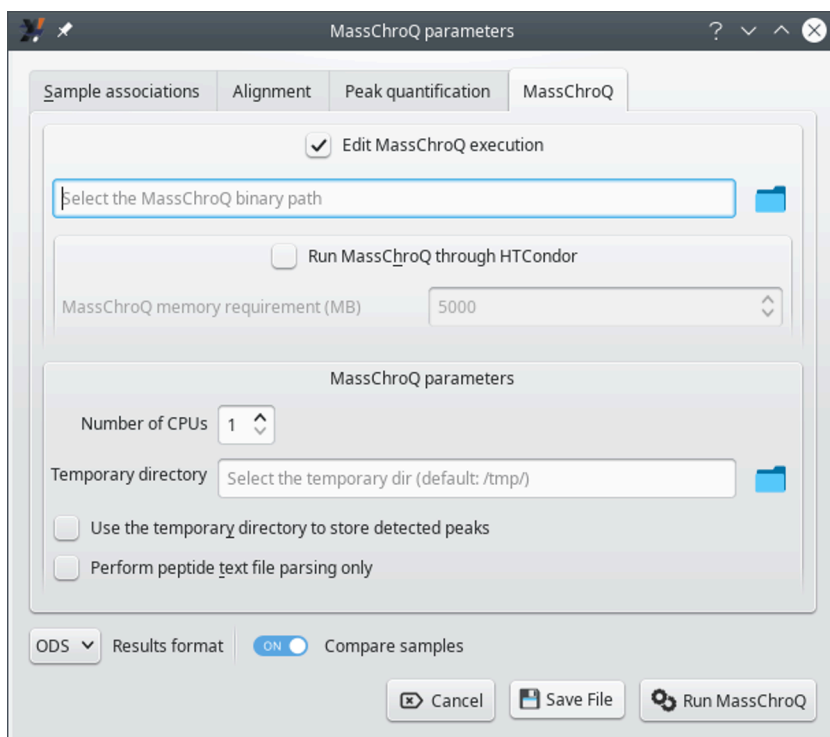 MassChroQ parameters
?
Sample associations Alignment Peak quantification MassChroQ
Edit MassChroQ execution
Select the MassChroQ binary path
Run MassChroQ through HTCondor
MassChroQ memory requirement (MB) 5000
MassChroQ parameters
Number of CPUs 1
Temporary directory Select the temporary dir (default: /tmp/)
Use the temporary directory to store detected peaks
Perform peptide text file parsing only
ODS Results format ON Compare samples
Cancel Save File Run MassChroQ